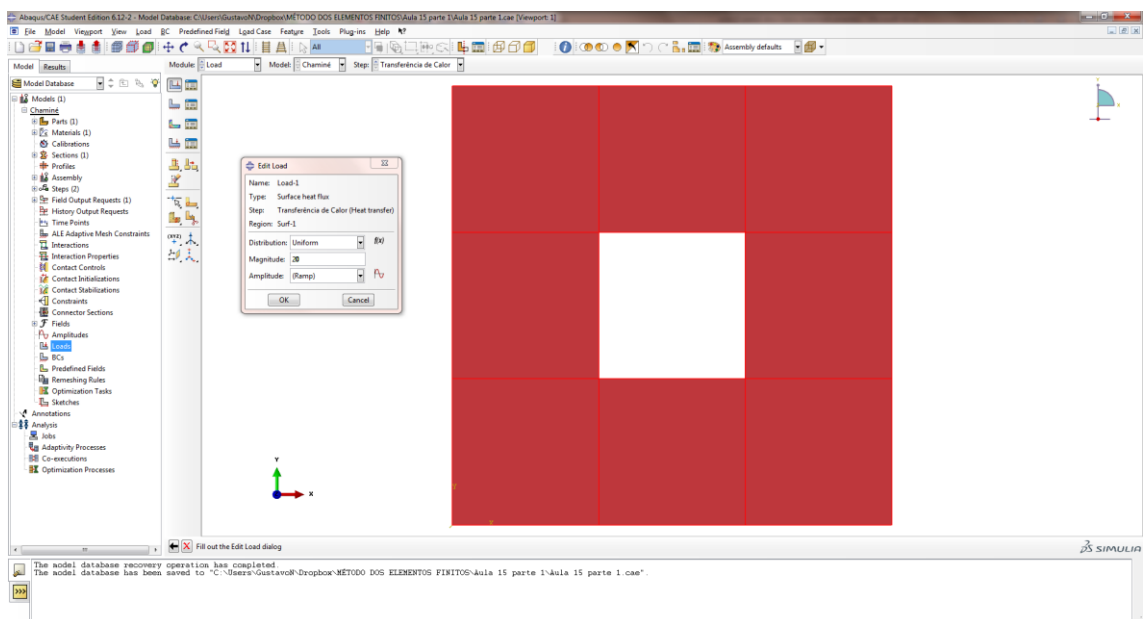 Abaqus/CAE Student Edition 6.12-2 - Model Database: C:\Users\GustavoN\Dropbox\MÉTODO DOS ELEMENTOS FINITOS\Aula 15 parte 1\Aula 15 parte 1.cae [Viewport: 1]
File Model Viewport View Load BC Predefined Field Load Case Feature Tools Plug-ins Help
All
Assembly defaults
Model Results
Module: Load Model: Chaminé Step: Transferência de Calor
Model Database
Models (1)
Chaminé
Parts (1)
Materials (1)
Calibrations
Sections (1)
Profiles
Assembly
Steps (2)
Field Output Requests (1)
History Output Requests
Time Points
ALE Adaptive Mesh Constraints
Interactions
Interaction Properties
Contact Controls
Contact Initializations
Contact Stabilizations
Constraints
Connector Sections
Fields
Amplitudes
Loads
BCs
Predefined Fields
Remeshing Rules
Optimization Tasks
Sketches
Annotations
Analysis
Jobs
Adaptivity Processes
Co-executions
Optimization Processes
(XYZ)
Edit Load
Name: Load-1
Type: Surface heat flux
Step: Transferência de Calor (Heat transfer)
Region: Surf-1
Distribution: Uniform f(x)
Magnitude: 20
Amplitude: (Ramp)
OK Cancel
Y
X
Y
X
Fill out the Edit Load dialog
SIMULIA
The model database recovery operation has completed.
The model database has been saved to "C:\Users\GustavoN\Dropbox\MÉTODO DOS ELEMENTOS FINITOS\Aula 15 parte 1\Aula 15 parte 1.cae".
>>>